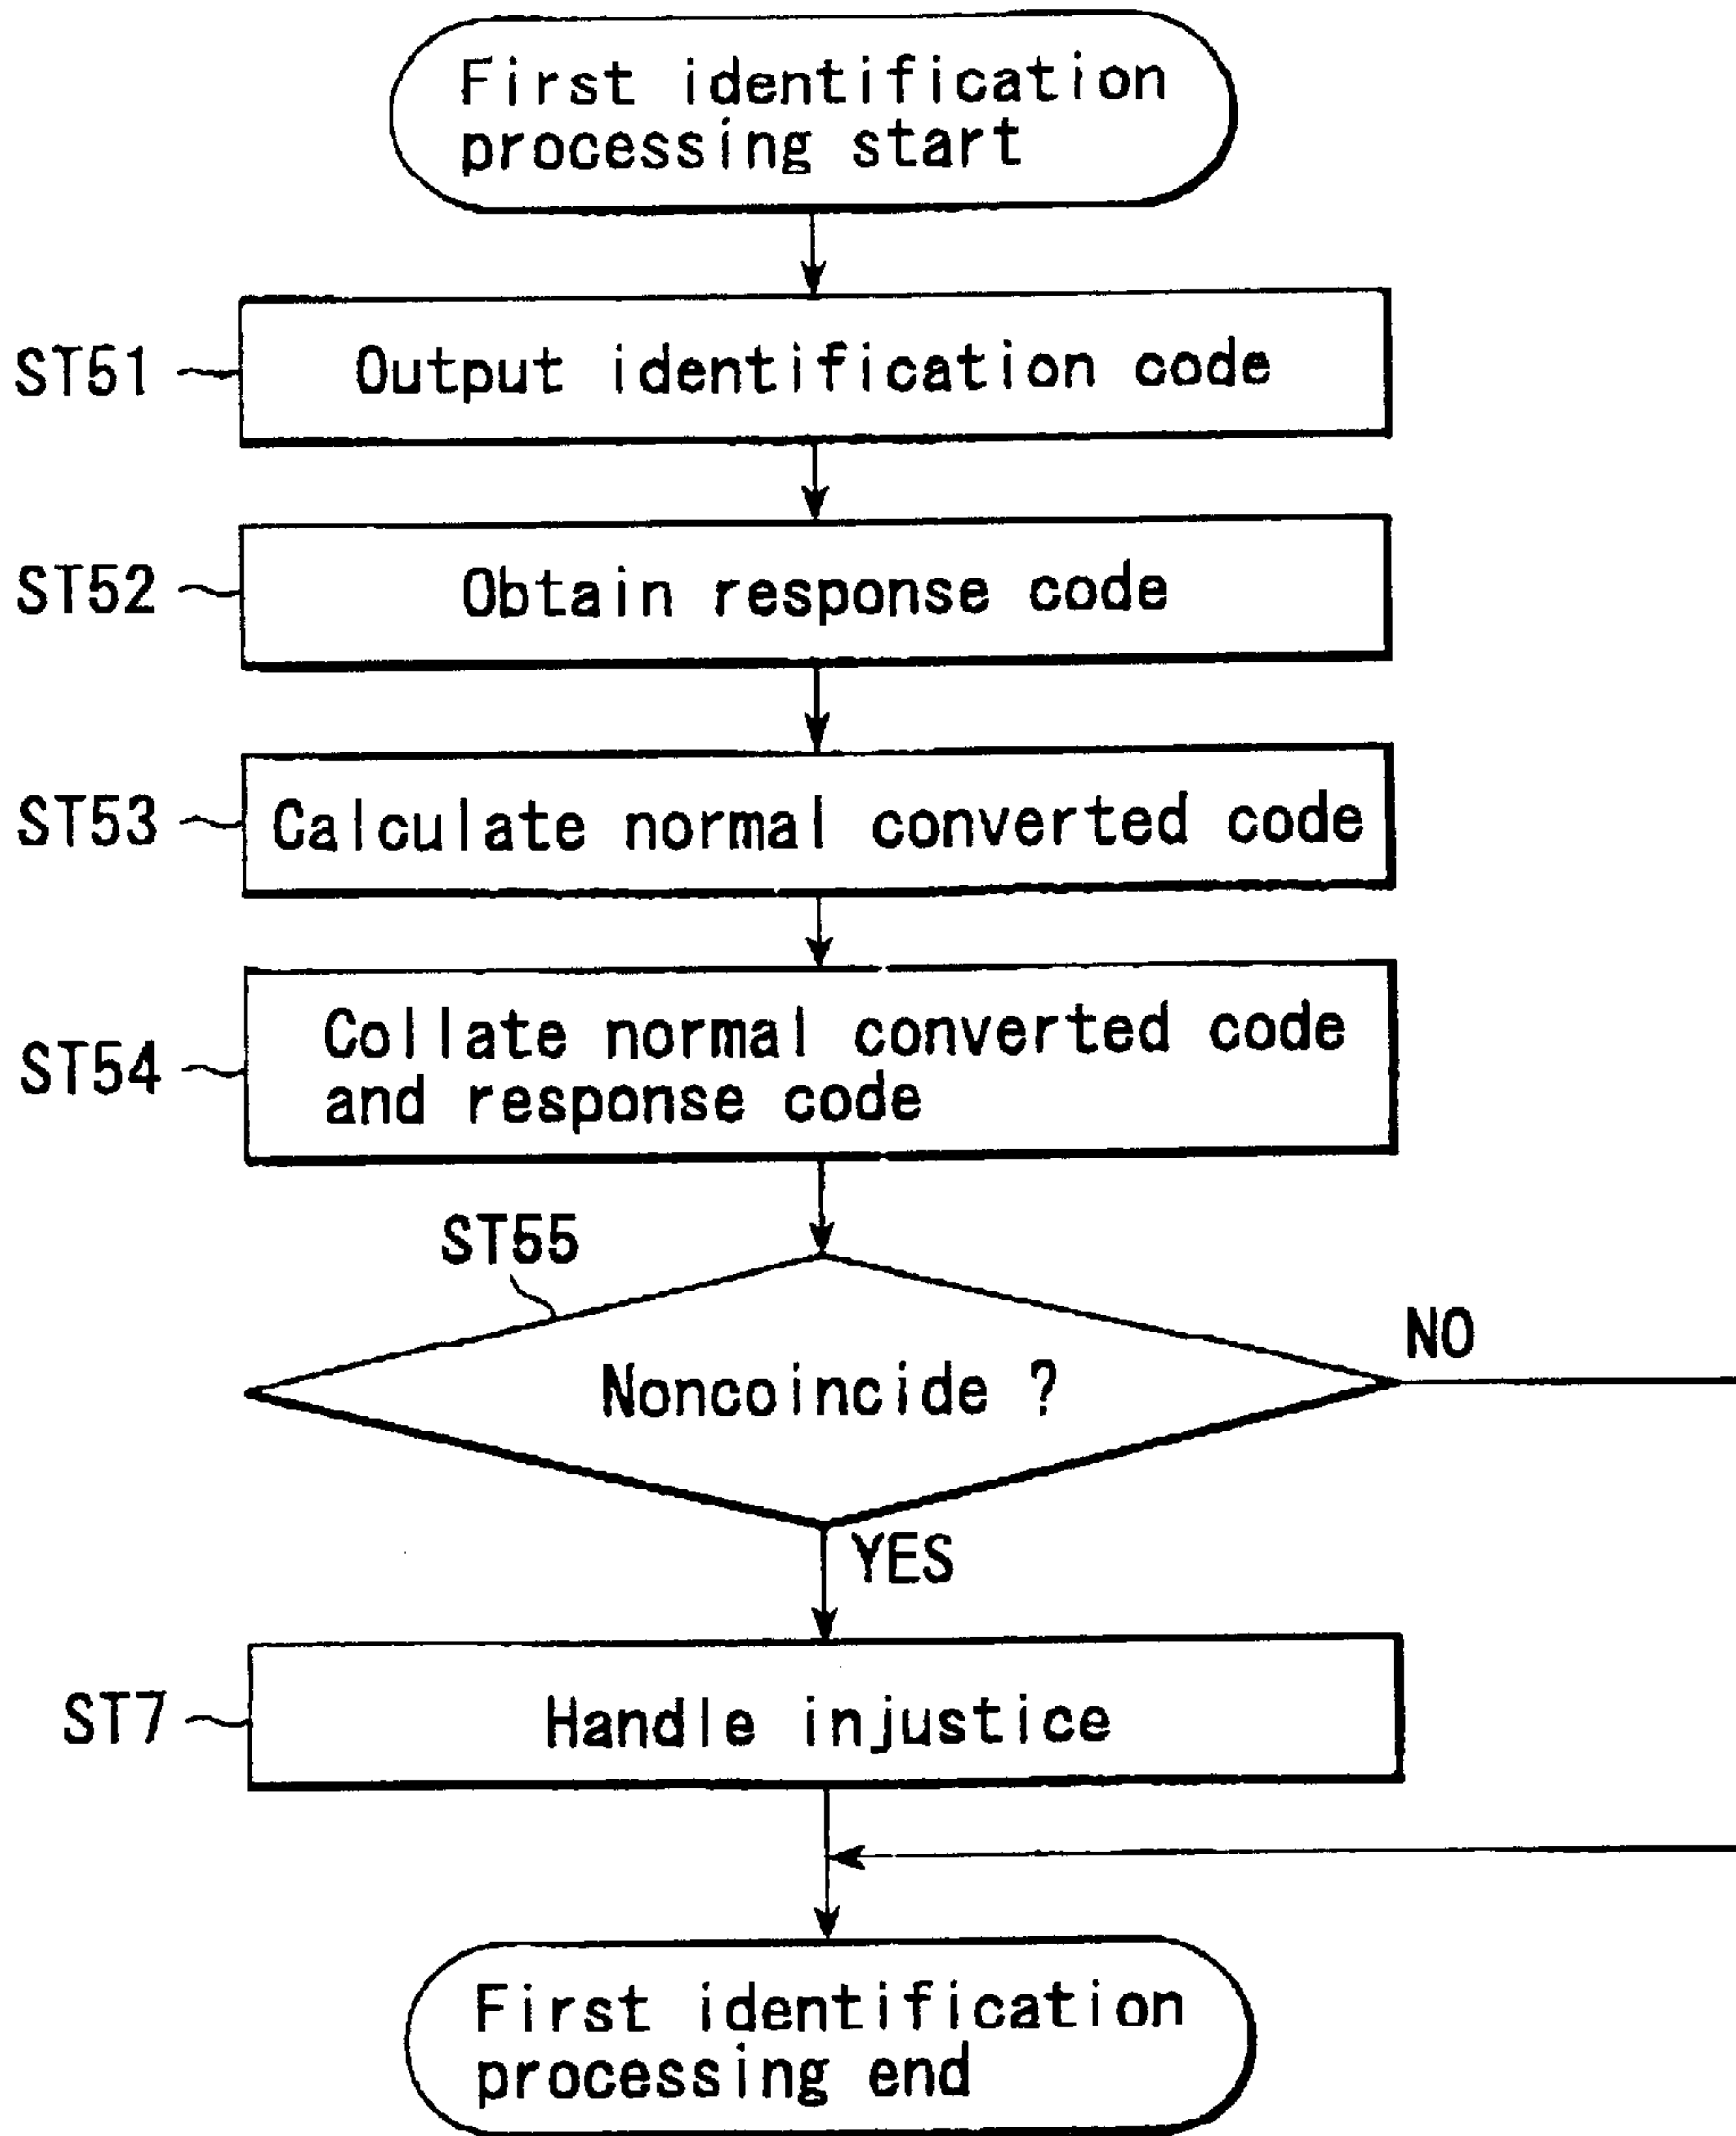 First identification
processing start
ST51
Output identification code
ST52
Obtain response code
ST53
Calculate normal converted code
ST54
Collate normal converted code
and response code
ST55
Noncoincide ?
NO
YES
ST7
Handle injustice
First identification
processing end